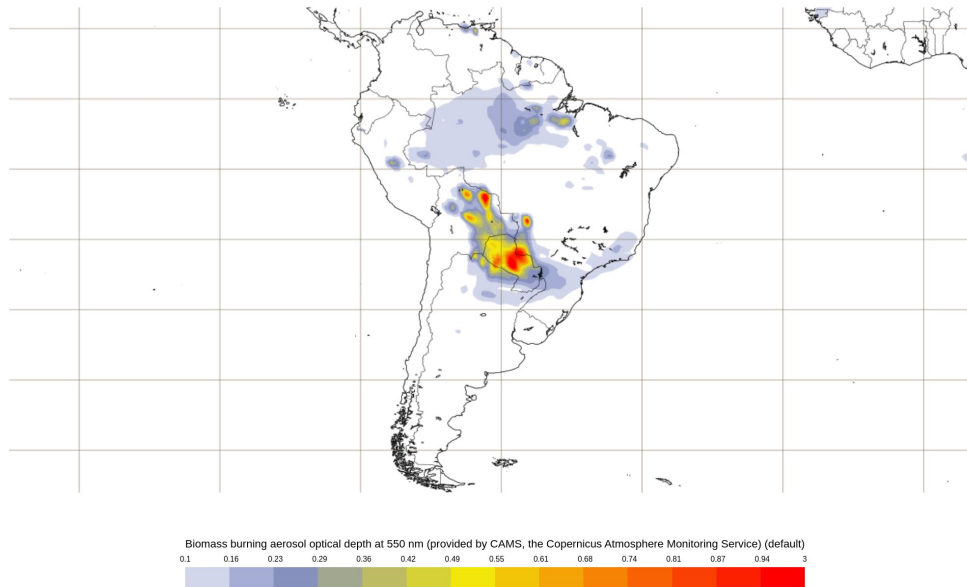 Biomass burning aerosol optical depth at 550 nm (provided by CAMS, the Copernicus Atmosphere Monitoring Service) (default)
0.1 0.16 0.23 0.29 0.36 0.42 0.49 0.55 0.61 0.68 0.74 0.81 0.87 0.94 3